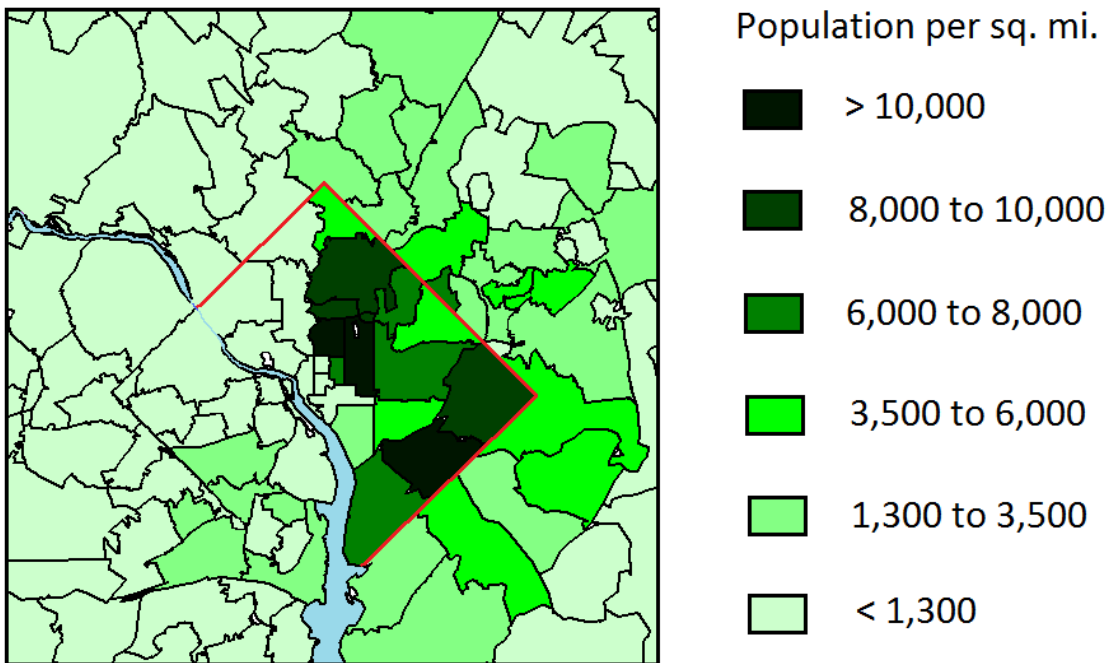 Population per sq. mi.
> 10,000
8,000 to 10,000
6,000 to 8,000
3,500 to 6,000
1,300 to 3,500
< 1,300